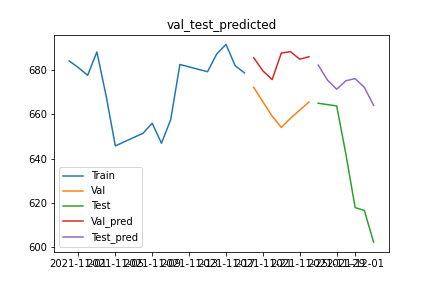 val_test_predicted
680
660
640
620
600
Train
Val
Test
Val_pred
Test_pred
2021-11-01